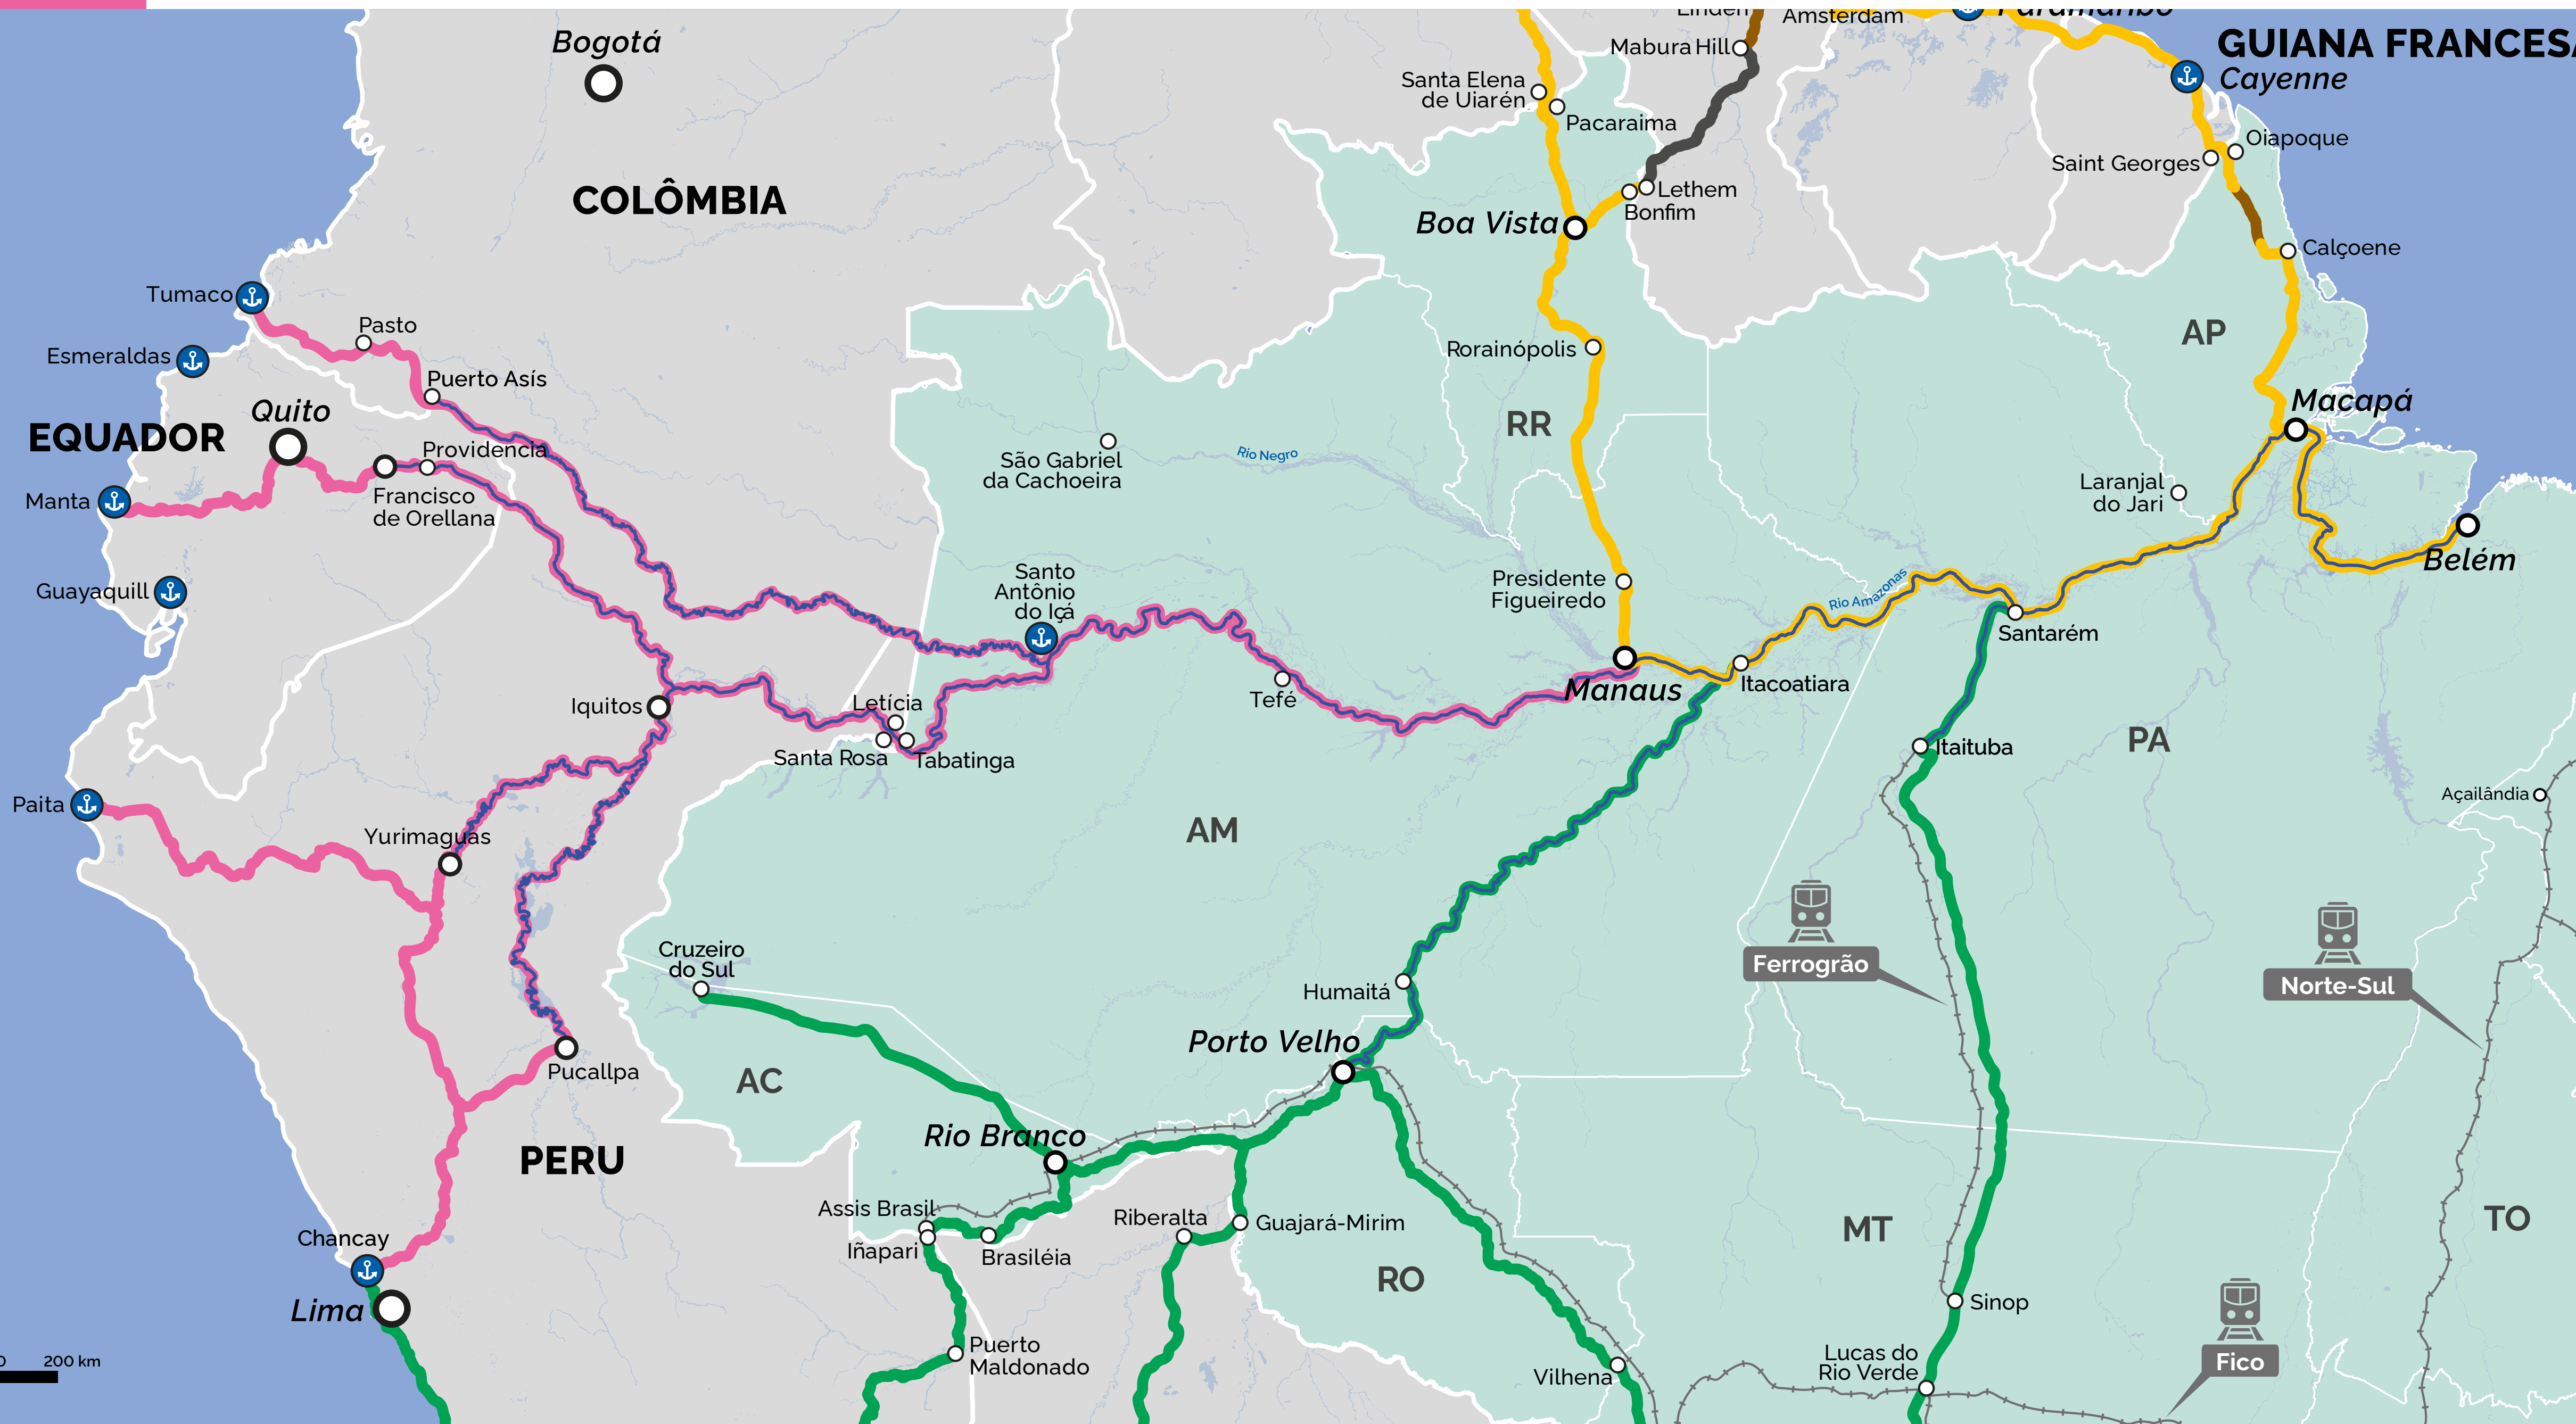 Linden
Amsterdam
Paramaribo
GUIANA FRANCESA
Cayenne
Bogotá
Mabura Hill
Santa Elena
de Uiarén
Pacaraima
Oiapoque
Saint Georges
COLÔMBIA
Lethem
Bonfim
Boa Vista
Calçoene
Tumaco
Pasto
Esmeraldas
Puerto Asís
Rorainópolis
AP
Quito
Macapá
EQUADOR
RR
Providencia
São Gabriel
da Cachoeira
Rio Negro
Manta
Francisco
de Orellana
Laranjal
do Jari
Belém
Guayaquill
Santo
Antônio
do Içá
Presidente
Figueiredo
Rio Amazonas
Santarém
Iquitos
Letícia
Santa Rosa
Tabatinga
Tefé
Manaus
Itacoatiara
Itaituba
PA
Paita
Açailândia
Yurimaguas
AM
Cruzeiro
do Sul
Ferrogrão
Norte-Sul
Humaitá
Porto Velho
Pucallpa
AC
Rio Branco
PERU
Assis Brasil
Iñapari
Brasiléia
Riberalta
Guajará-Mirim
MT
TO
Chancay
RO
Lima
Sinop
Puerto
Maldonado
Lucas do
Rio Verde
Vilhena
Fico
0 200 km